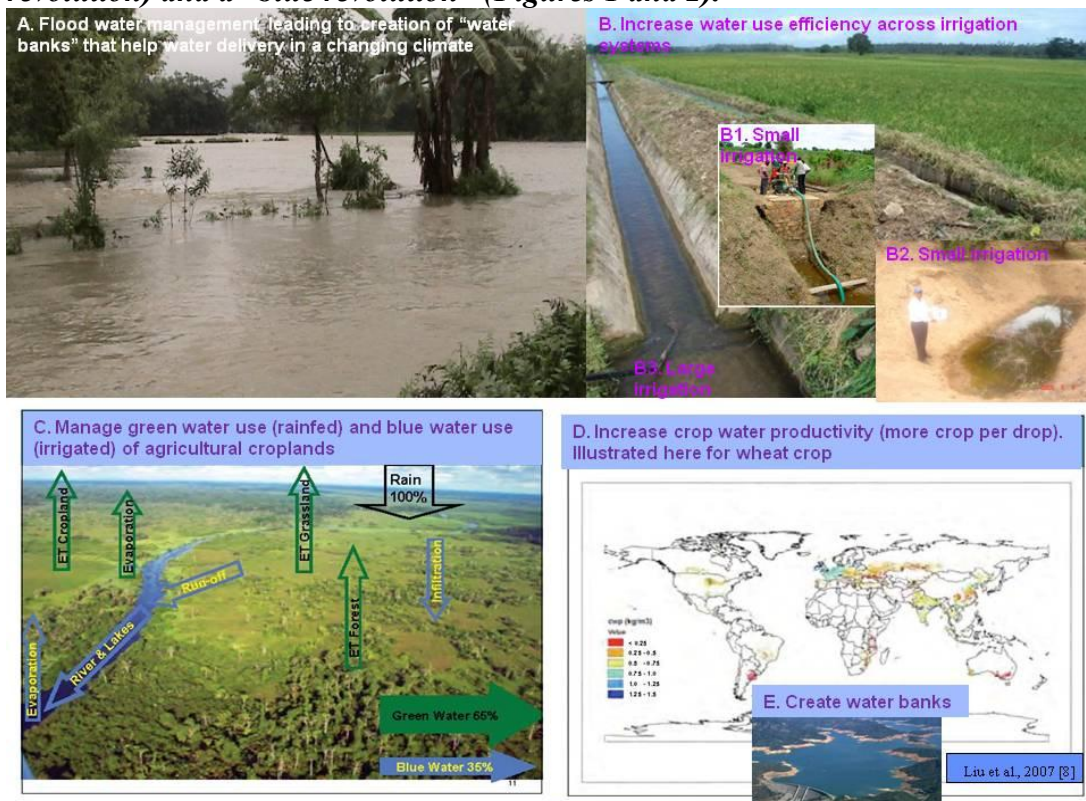 revolution) and a "blue revolution" (Figures 1 and 2).
A. Flood water management leading to creation of "water
banks" that help water delivery in a changing climate
B. Increase water use efficiency across irrigation
systems
B1. Small
irrigation
B2. Small irrigation
B3. Large
irrigation
C. Manage green water use (rainfed) and blue water use
(irrigated) of agricultural croplands
Rain
100%
ET Cropland
Evaporation
ET Grassland
Run-off
Infiltration
ET Forest
Evaporation
River & Lakes
Green Water 65%
Blue Water 35%
11
D. Increase crop water productivity (more crop per drop).
Illustrated here for wheat crop
cwp (kg/m3)
Value
< 0.25
0.25 - 0.5
0.5 - 0.75
0.75 - 1.0
1.0 - 1.25
1.25 - 1.5
E. Create water banks
Liu et al., 2007 [8]